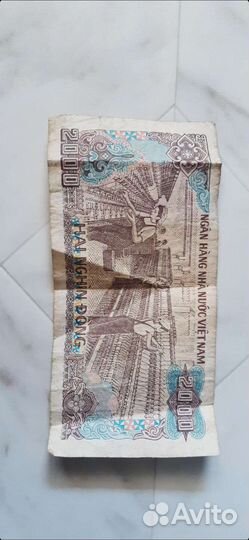 NGÂN HÀNG NHÀ NƯỚC VIỆT NAM
2000
2000
HAI NGHÌN ĐỒNG
Avito